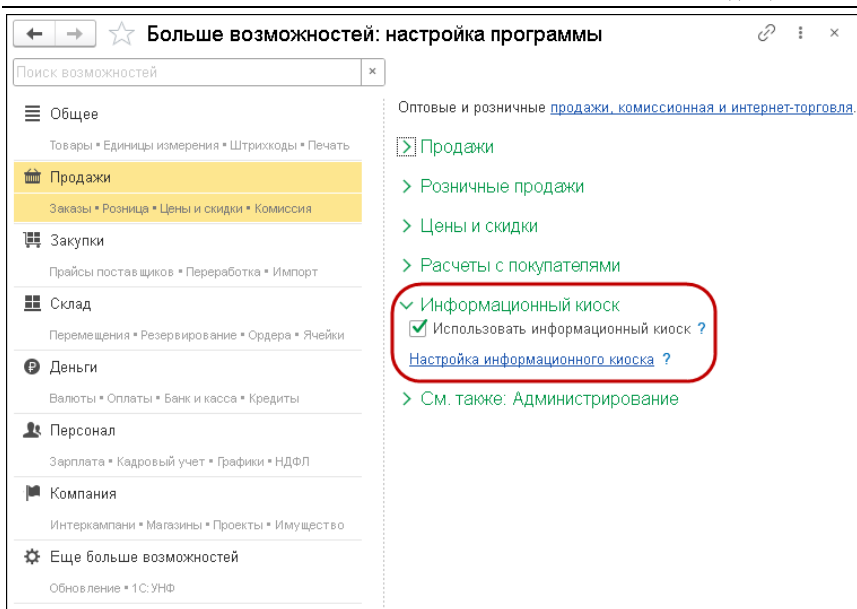 Больше возможностей: настройка программы
Поиск возможностей
Общее
Товары • Единицы измерения • Штрихкоды • Печать
Продажи
Заказы • Розница • Цены и скидки • Комиссия
Закупки
Прайсы поставщиков • Переработка • Импорт
Склад
Перемещения • Резервирование • Ордера • Ячейки
Деньги
Валюты • Оплаты • Банк и касса • Кредиты
Персонал
Зарплата • Кадровый учет • Графики • НДФЛ
Компания
Интеркампани • Магазины • Проекты • Имущество
Еще больше возможностей
Обновление • 1С:УНФ
Оптовые и розничные продажи, комиссионная и интернет-торговля.
Продажи
Розничные продажи
Цены и скидки
Расчеты с покупателями
Информационный киоск
Использовать информационный киоск ?
Настройка информационного киоска ?
См. также: Администрирование